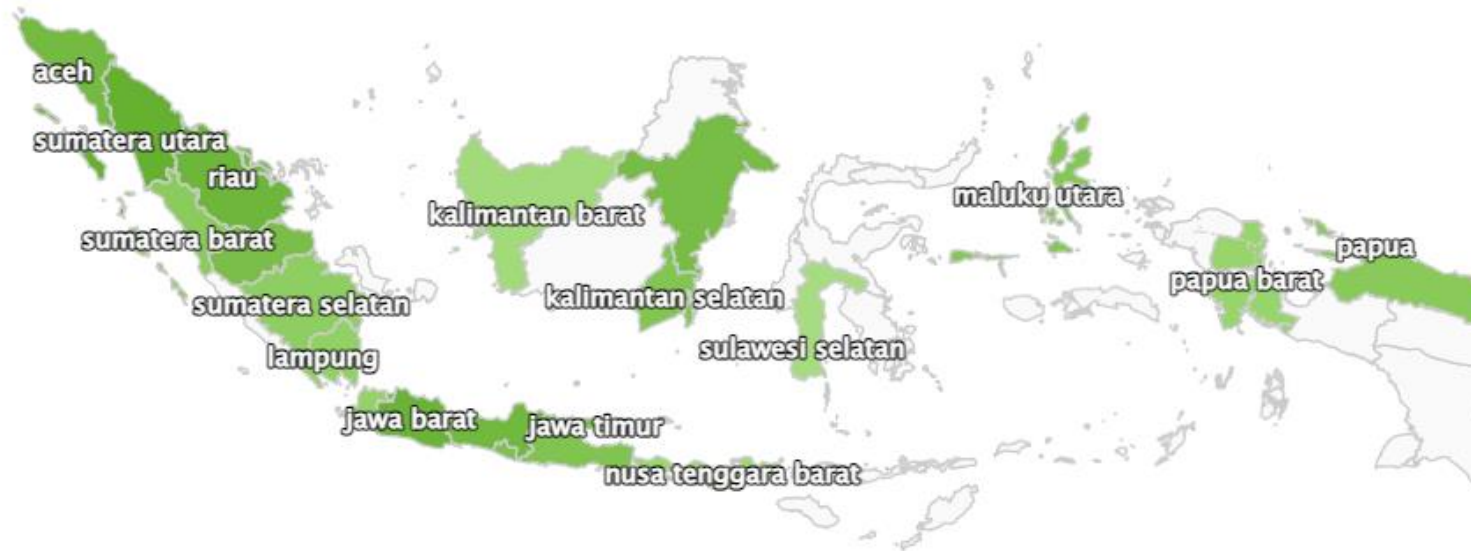 aceh
sumatera utara
riau
kalimantan barat
maluku utara
sumatera barat
papua
papua barat
sumatera selatan
kalimantan selatan
sulawesi selatan
lampung
jawa barat
jawa timur
nusa tenggara barat